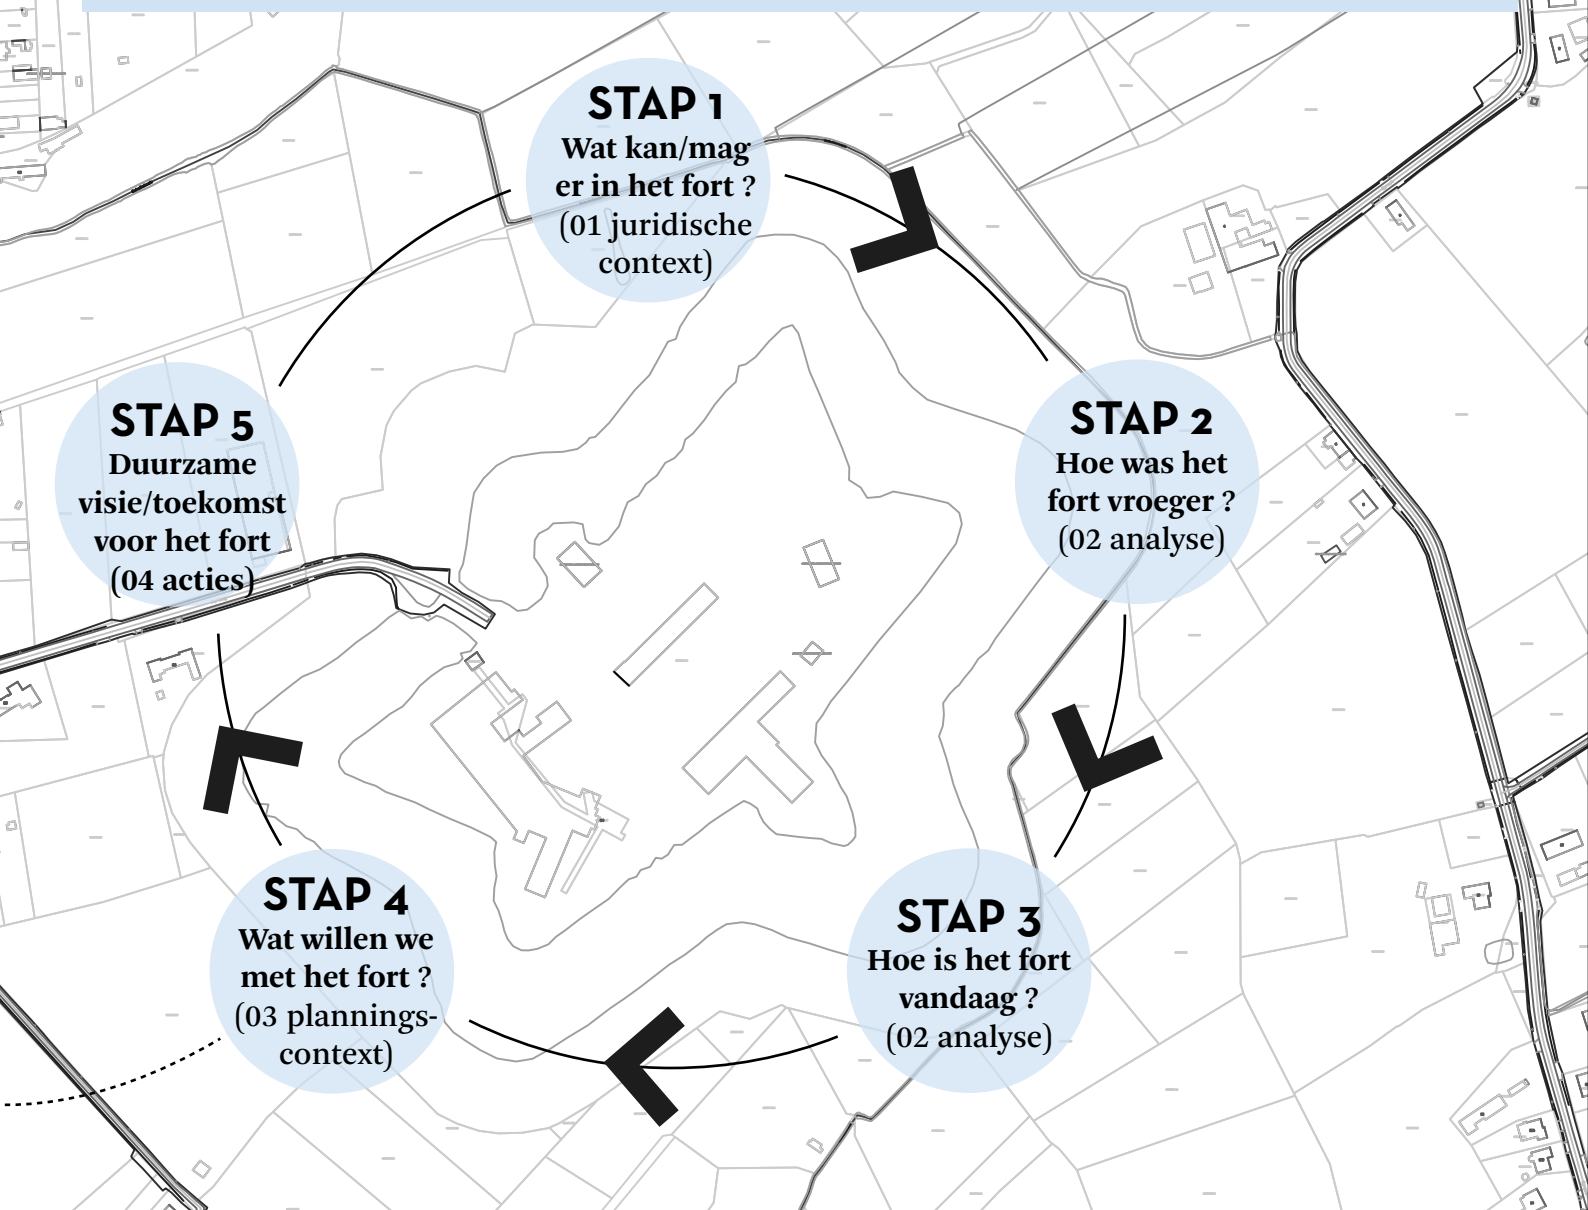 STAP 1
Wat kan/mag
er in het fort ?
(01 juridische
context)
STAP 2
Hoe was het
fort vroeger ?
(02 analyse)
STAP 3
Hoe is het fort
vandaag ?
(02 analyse)
STAP 4
Wat willen we
met het fort ?
(03 plannings-
context)
STAP 5
Duurzame
visie/toekomst
voor het fort
(04 acties)